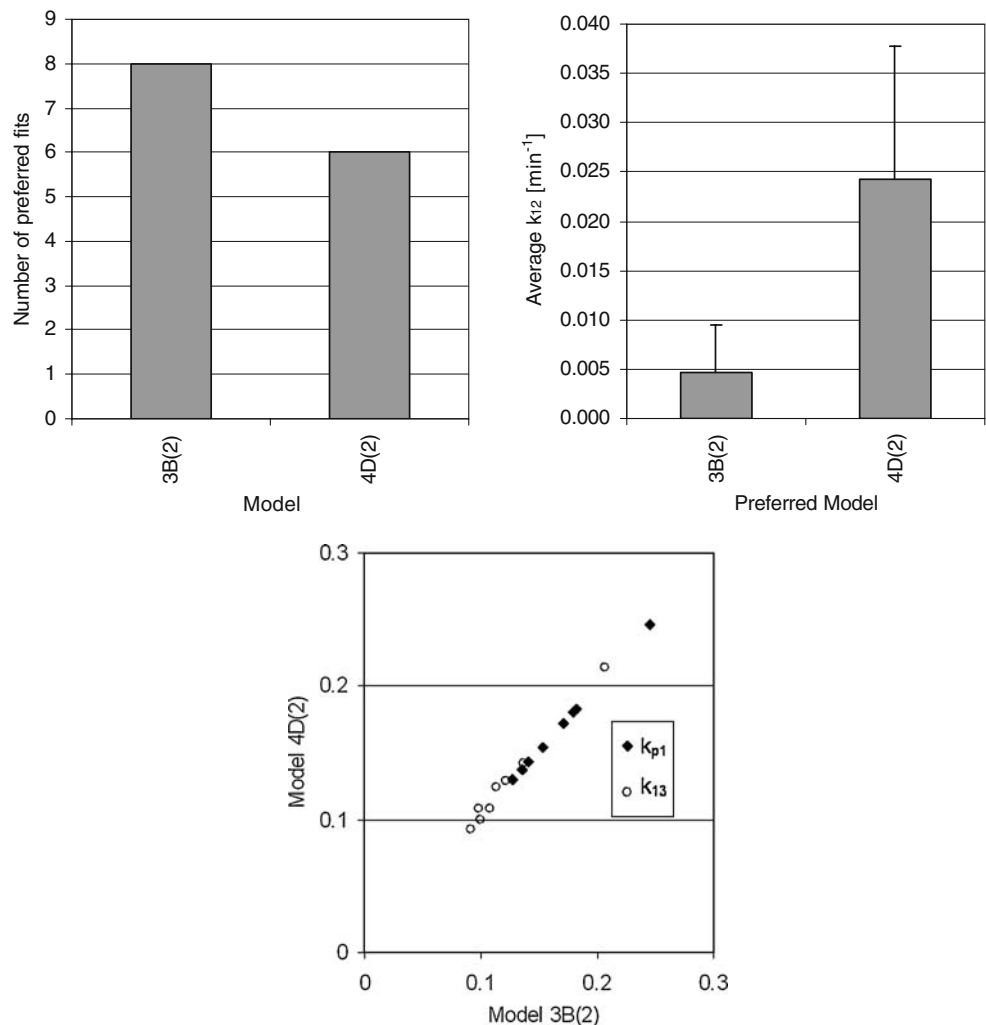 Number of preferred fits
9
8
7
6
5
4
3
2
1
0
3B(2)
4D(2)
Model
Average k₁₂ [min⁻¹]
0.040
0.035
0.030
0.025
0.020
0.015
0.010
0.005
0.000
3B(2)
4D(2)
Preferred Model
Model 4D(2)
0.3
0.2
0.1
0
kₚ₁
k₁₃
0
0.1
0.2
0.3
Model 3B(2)